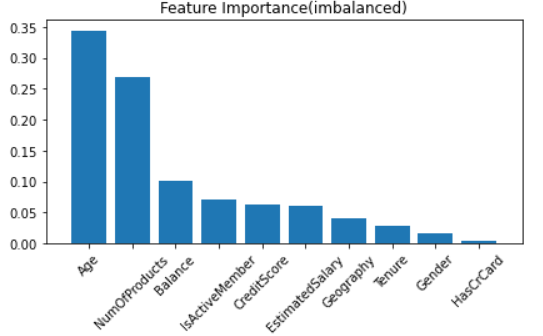 Feature Importance(imbalanced)
0.35
0.30
0.25
0.20
0.15
0.10
0.05
0.00
Age
NumOfProducts
Balance
IsActiveMember
CreditScore
EstimatedSalary
Geography
Tenure
Gender
HasCrCard